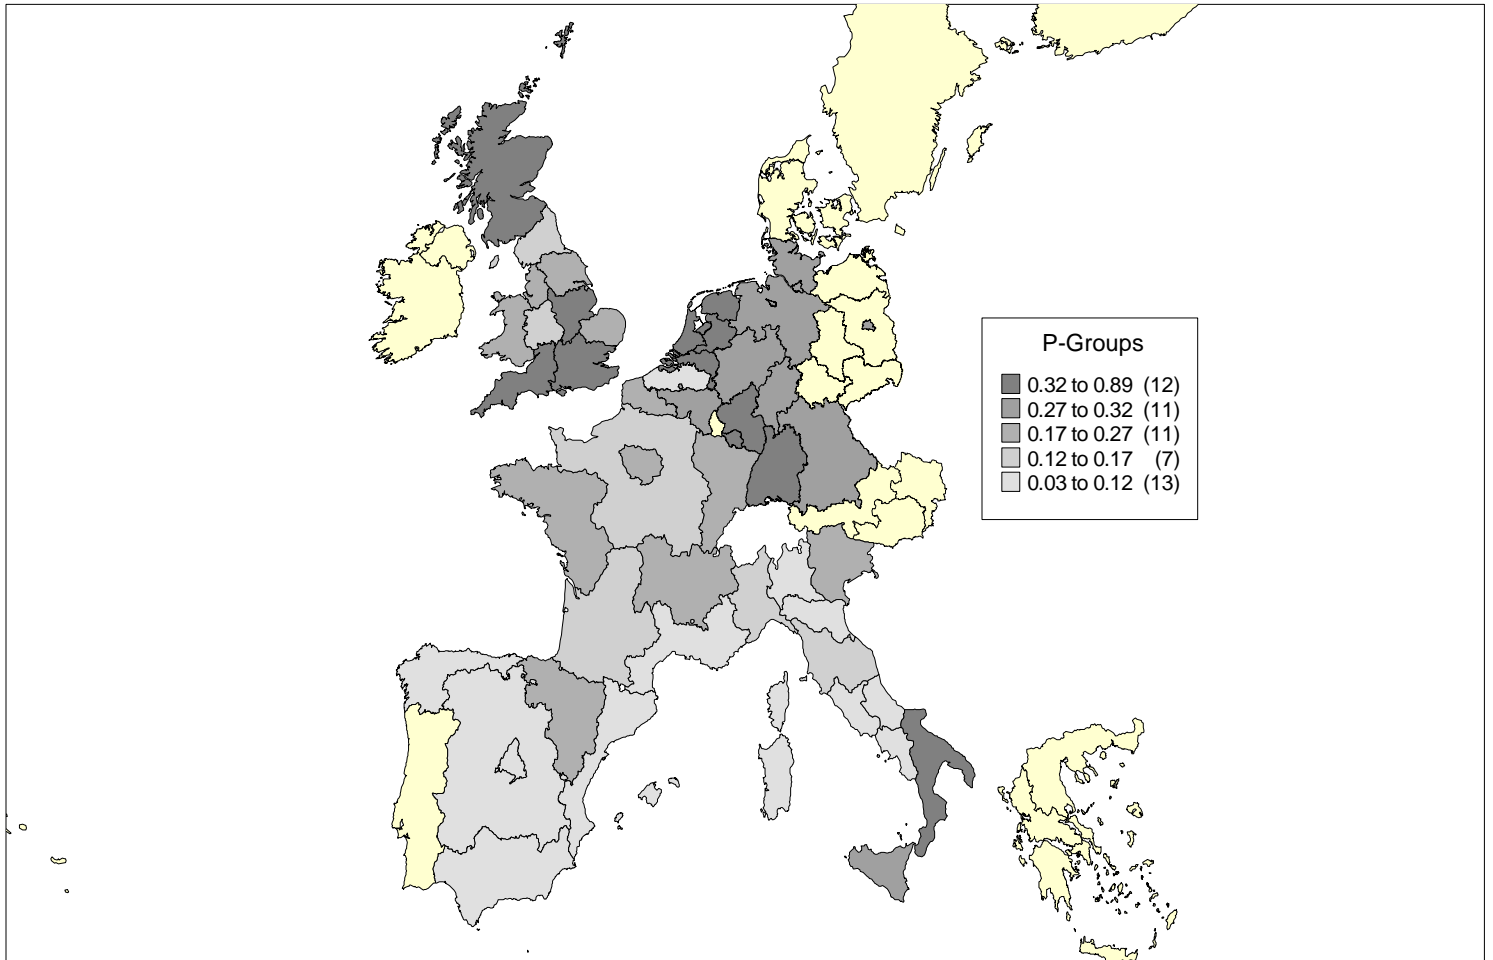 P-Groups
0.32 to 0.89 (12)
0.27 to 0.32 (11)
0.17 to 0.27 (11)
0.12 to 0.17 (7)
0.03 to 0.12 (13)